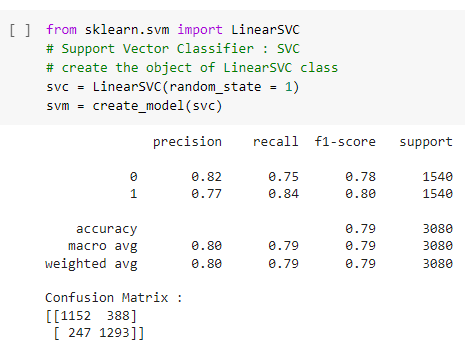 [ ] from sklearn.svm import LinearSVC
# Support Vector Classifier : SVC
# create the object of LinearSVC class
svc = LinearSVC(random_state = 1)
svm = create_model(svc)
precision recall f1-score support
0 0.82 0.75 0.78 1540
1 0.77 0.84 0.80 1540
accuracy 0.79 3080
macro avg 0.80 0.79 0.79 3080
weighted avg 0.80 0.79 0.79 3080
Confusion Matrix :
[[1152 388]
[ 247 1293]]